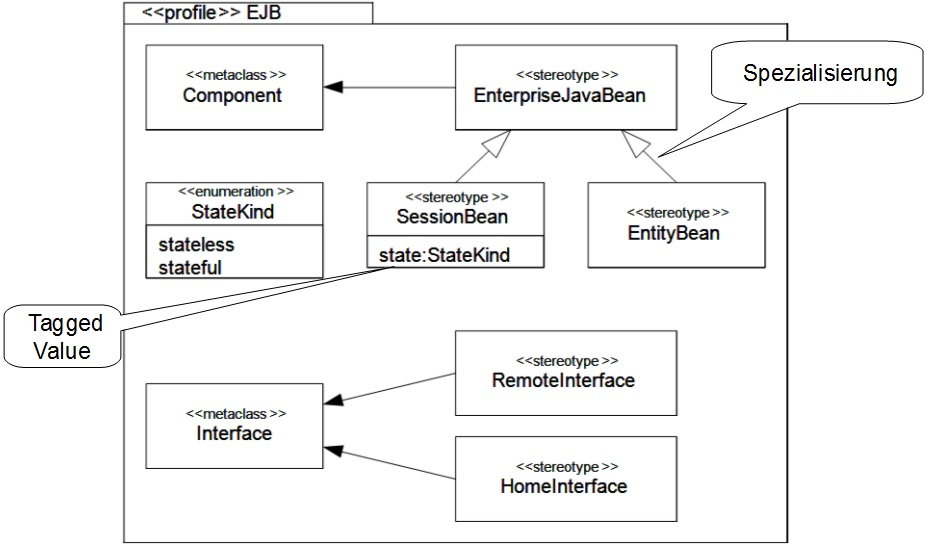 <<profile>> EJB
<<metaclass>>
Component
<<stereotype>>
EnterpriseJavaBean
Spezialisierung
<<enumeration>>
StateKind
stateless
stateful
<<stereotype>>
SessionBean
state:StateKind
<<stereotype>>
EntityBean
Tagged
Value
<<metaclass>>
Interface
<<stereotype>>
RemoteInterface
<<stereotype>>
HomeInterface